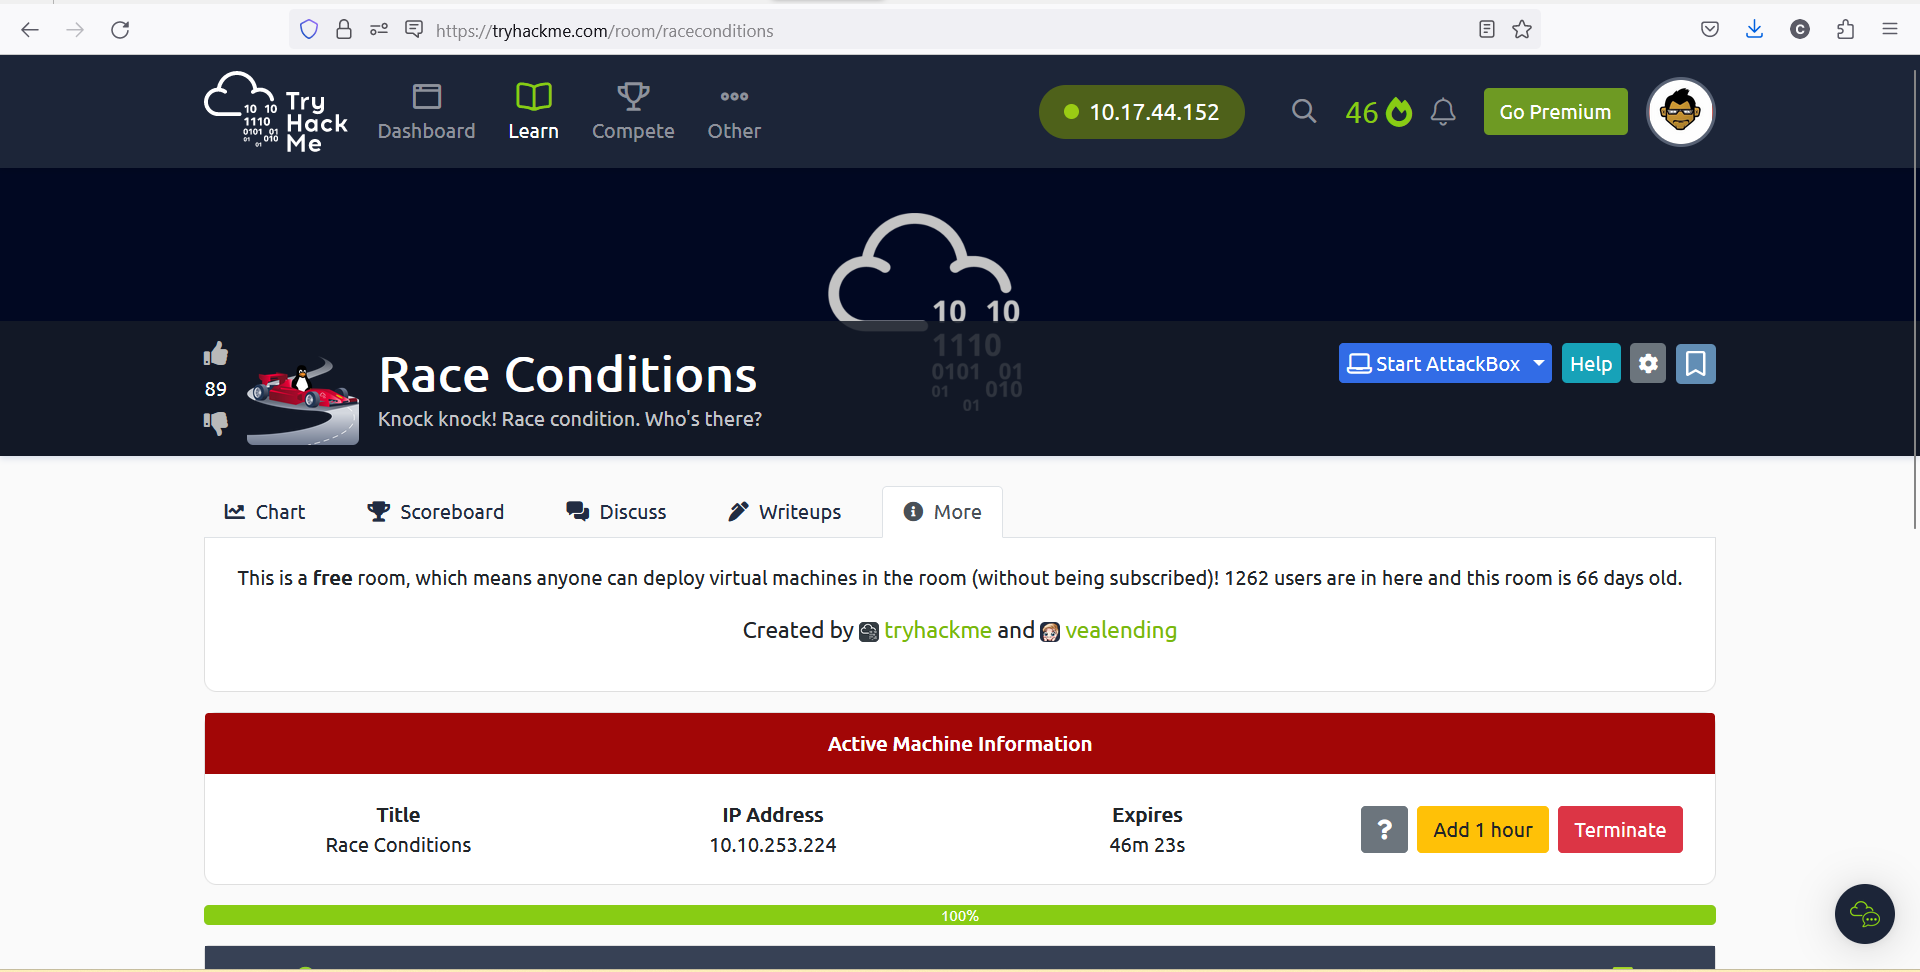 https://tryhackme.com/room/raceconditions
C
10 10
1110
0101 01
01 010
01
Try
Hack
Me
Dashboard
Learn
Compete
Other
10.17.44.152
46
Go Premium
10 10
1110
0101 01
01 010
01
89
Race Conditions
Knock knock! Race condition. Who's there?
Start AttackBox
Help
Chart
Scoreboard
Discuss
Writeups
More
This is a free room, which means anyone can deploy virtual machines in the room (without being subscribed)! 1262 users are in here and this room is 66 days old.
Created by tryhackme and vealending
Active Machine Information
Title
IP Address
Expires
Race Conditions
10.10.253.224
46m 23s
?
Add 1 hour
Terminate
100%